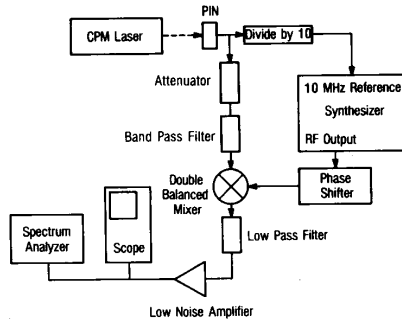 PIN
CPM Laser
Divide by 10
Attenuator
10 MHz Reference
Synthesizer
RF Output
Band Pass Filter
Double
Balanced
Mixer
Phase
Shifter
Low Pass Filter
Spectrum
Analyzer
Scope
Low Noise Amplifier